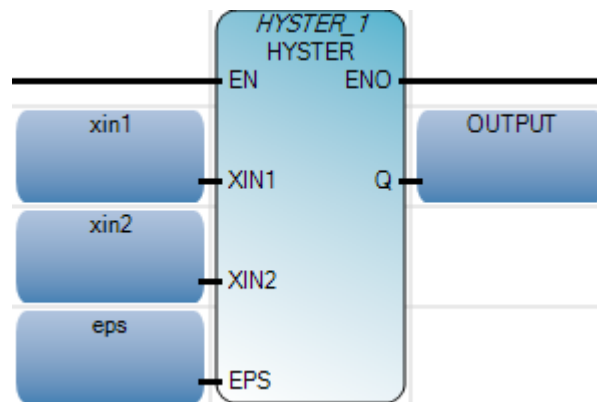 HYSTER_1
HYSTER
EN ENO
xin1 OUTPUT
XIN1 Q
xin2
XIN2
eps
EPS